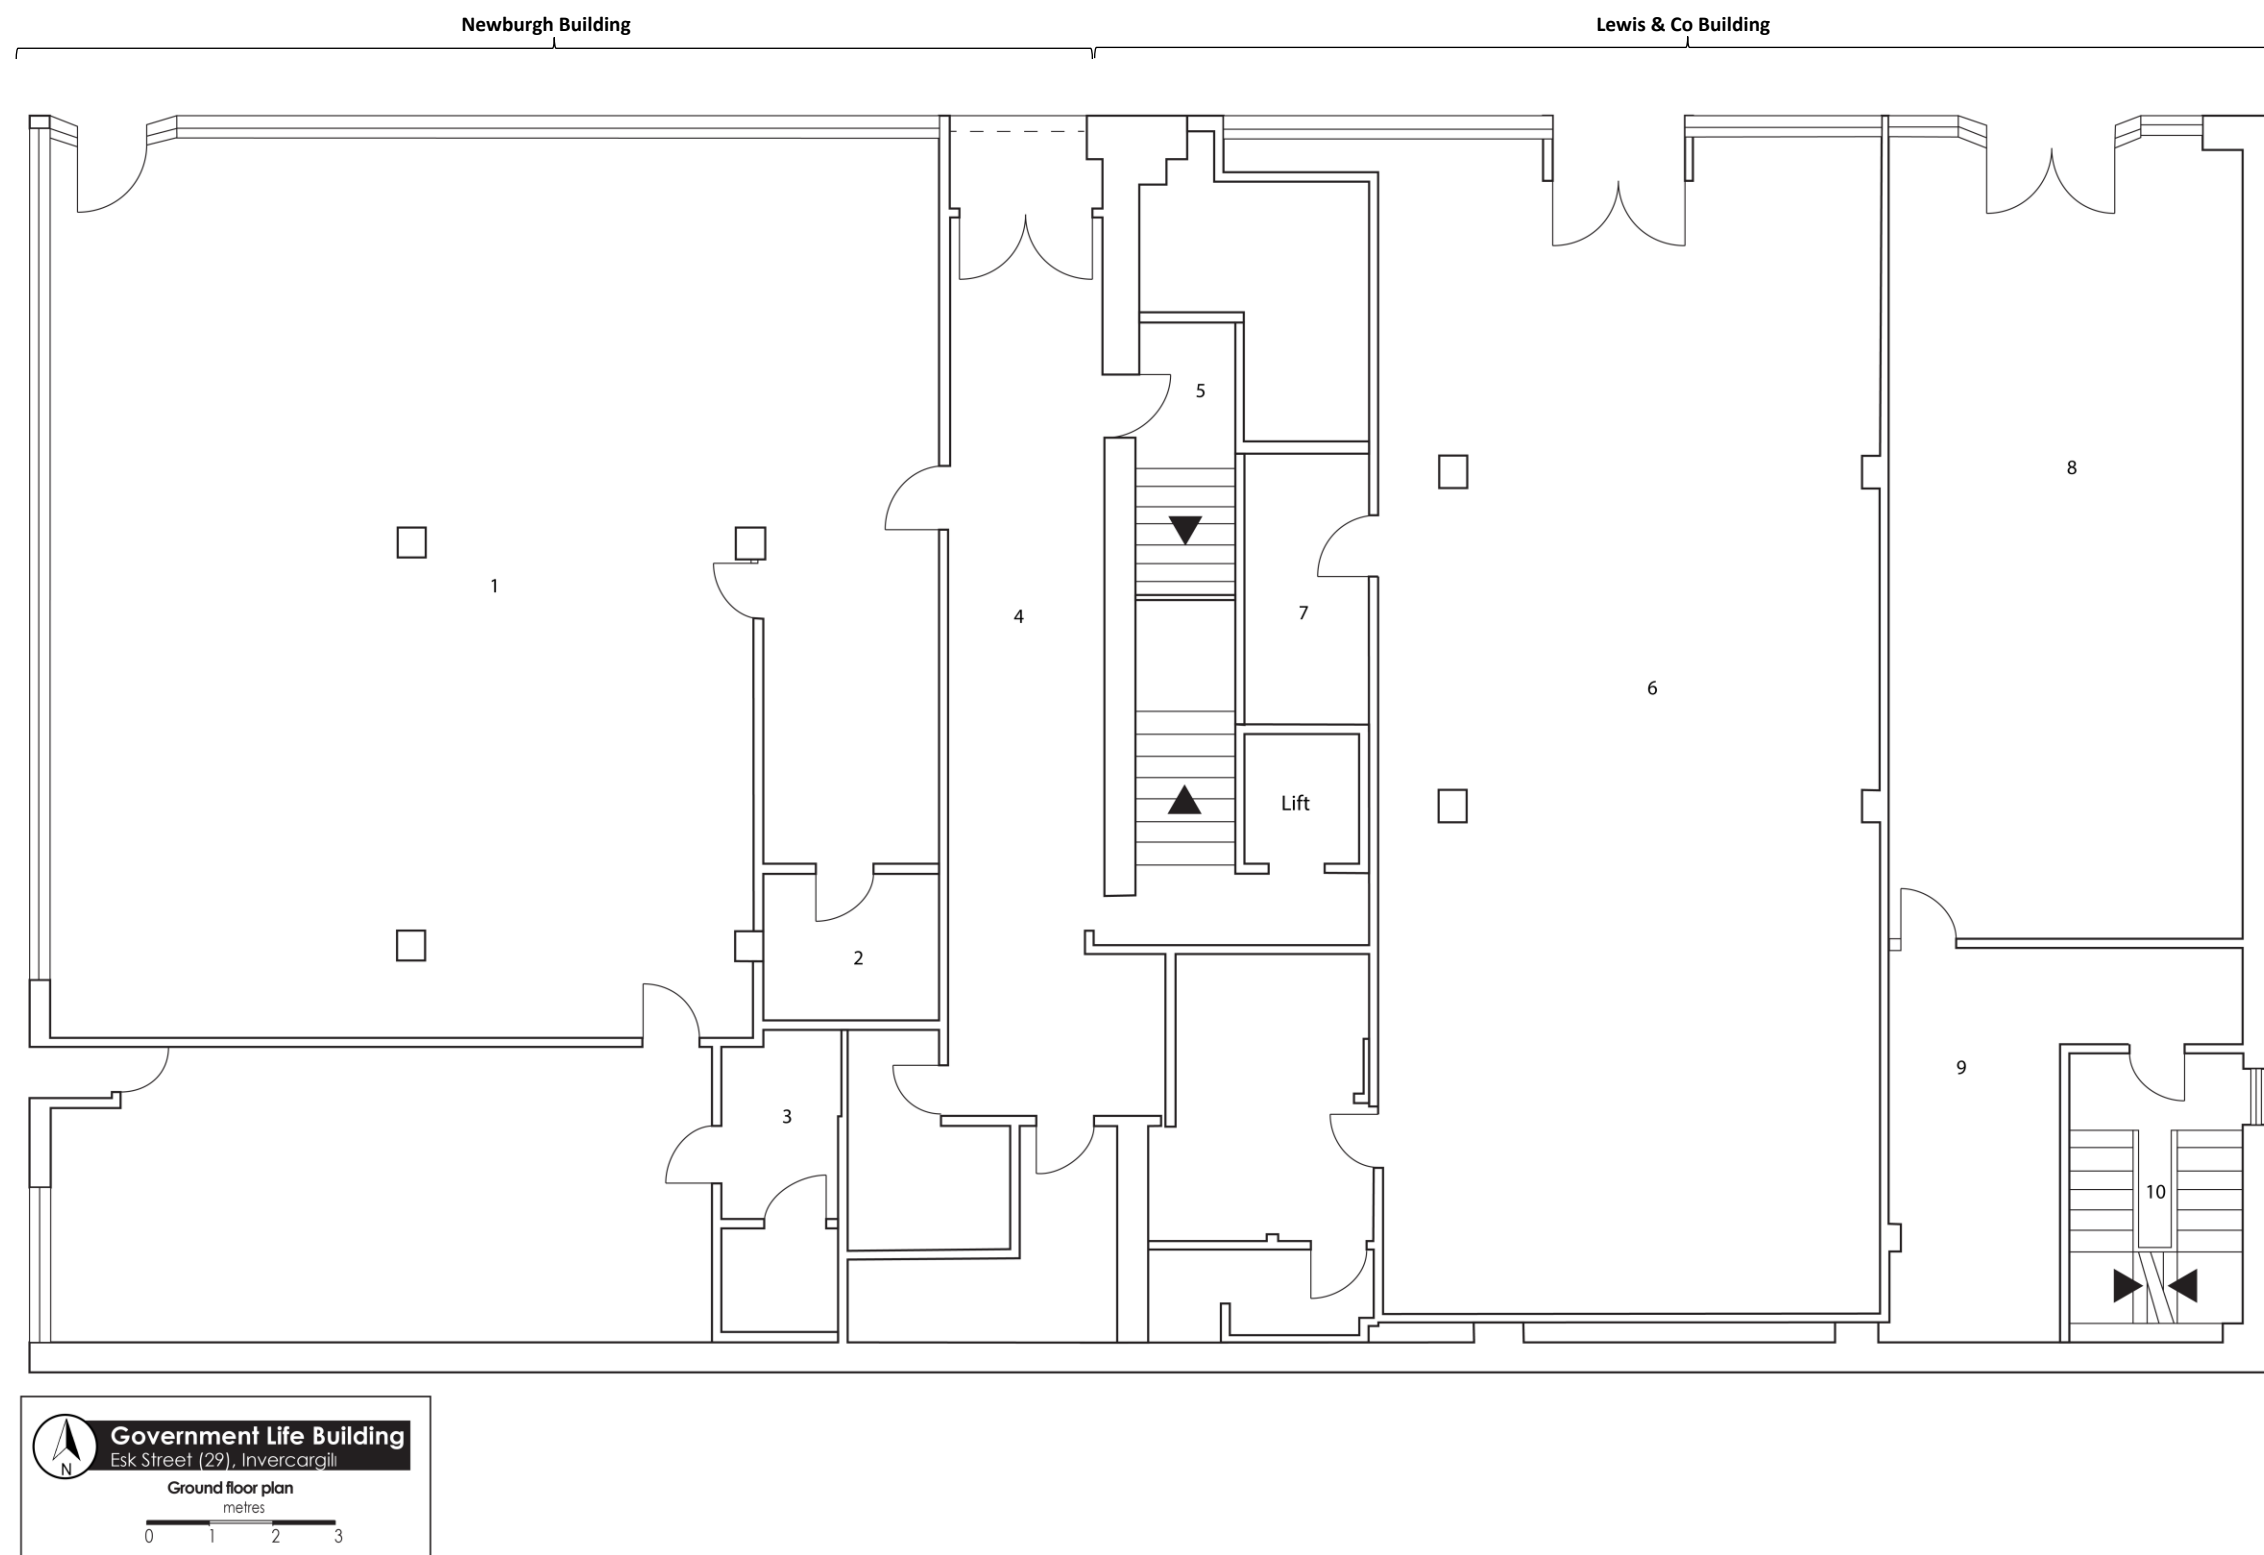 Newburgh Building
Lewis & Co Building
5
8
1
4
7
6
Lift
2
9
3
10
N
Government Life Building
Esk Street (29), Invercargill
Ground floor plan
metres
0 1 2 3